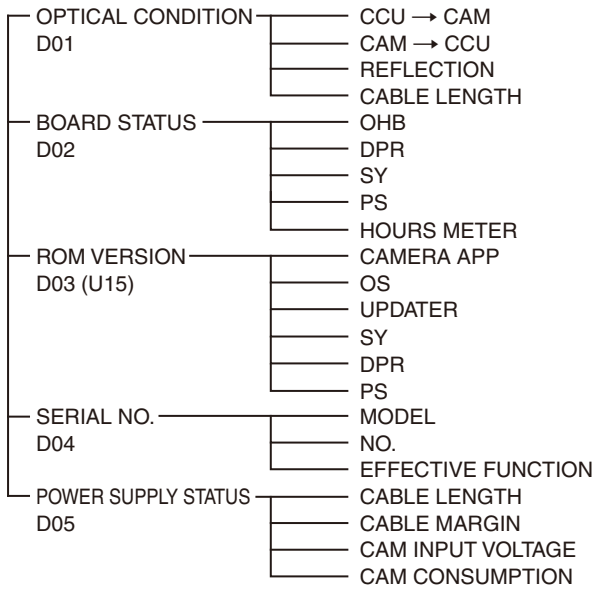 OPTICAL CONDITION CCU → CAM
D01 CAM → CCU
REFLECTION
CABLE LENGTH
BOARD STATUS OHB
D02 DPR
SY
PS
HOURS METER
ROM VERSION CAMERA APP
D03 (U15) OS
UPDATER
SY
DPR
PS
SERIAL NO. MODEL
D04 NO.
EFFECTIVE FUNCTION
POWER SUPPLY STATUS CABLE LENGTH
D05 CABLE MARGIN
CAM INPUT VOLTAGE
CAM CONSUMPTION